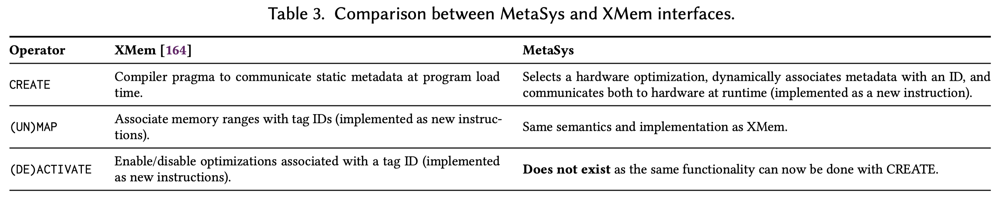 Table 3. Comparison between MetaSys and XMem interfaces.
Operator XMem [164] MetaSys
CREATE
Compiler pragma to communicate static metadata at program load
time.
Selects a hardware optimization, dynamically associates metadata with an ID, and
communicates both to hardware at runtime (implemented as a new instruction).
(UN)MAP
Associate memory ranges with tag IDs (implemented as new instruc-
tions).
Same semantics and implementation as XMem.
(DE)ACTIVATE
Enable/disable optimizations associated with a tag ID (implemented
as new instructions).
Does not exist as the same functionality can now be done with CREATE.